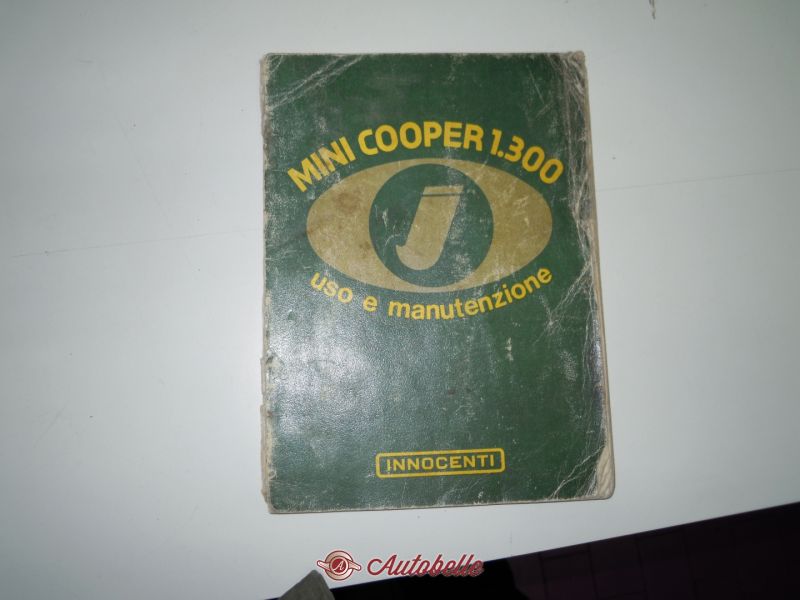 MINI COOPER 1.300
j
uso e manutenzione
INNOCENTI
A Autobelle